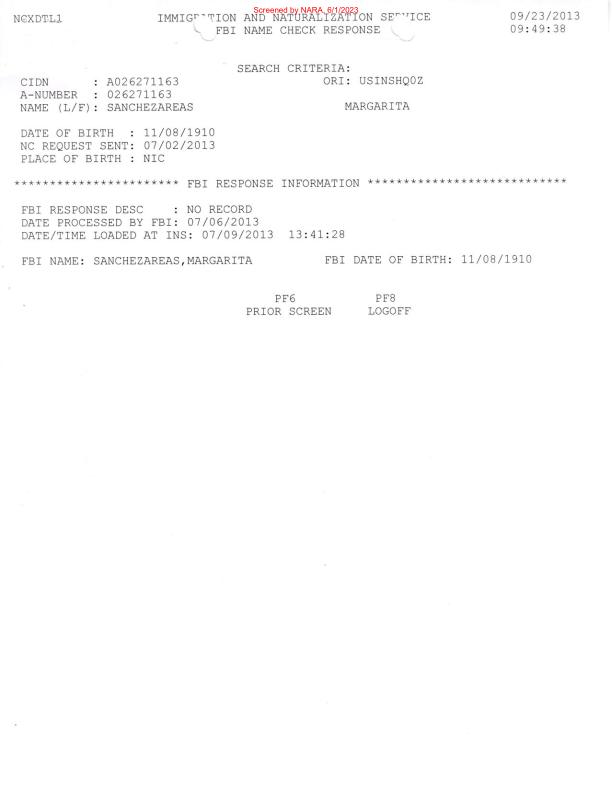 Screened by NARA, 6/1/2023
NCXDTL1 IMMIGRATION AND NATURALIZATION SERVICE 09/23/2013
FBI NAME CHECK RESPONSE 09:49:38
SEARCH CRITERIA:
CIDN : A026271163 ORI: USINSHQ0Z
A-NUMBER : 026271163
NAME (L/F): SANCHEZAREAS MARGARITA
DATE OF BIRTH : 11/08/1910
NC REQUEST SENT: 07/02/2013
PLACE OF BIRTH : NIC
*********************** FBI RESPONSE INFORMATION ****************************
FBI RESPONSE DESC : NO RECORD
DATE PROCESSED BY FBI: 07/06/2013
DATE/TIME LOADED AT INS: 07/09/2013 13:41:28
FBI NAME: SANCHEZAREAS,MARGARITA FBI DATE OF BIRTH: 11/08/1910
PF6 PF8
PRIOR SCREEN LOGOFF